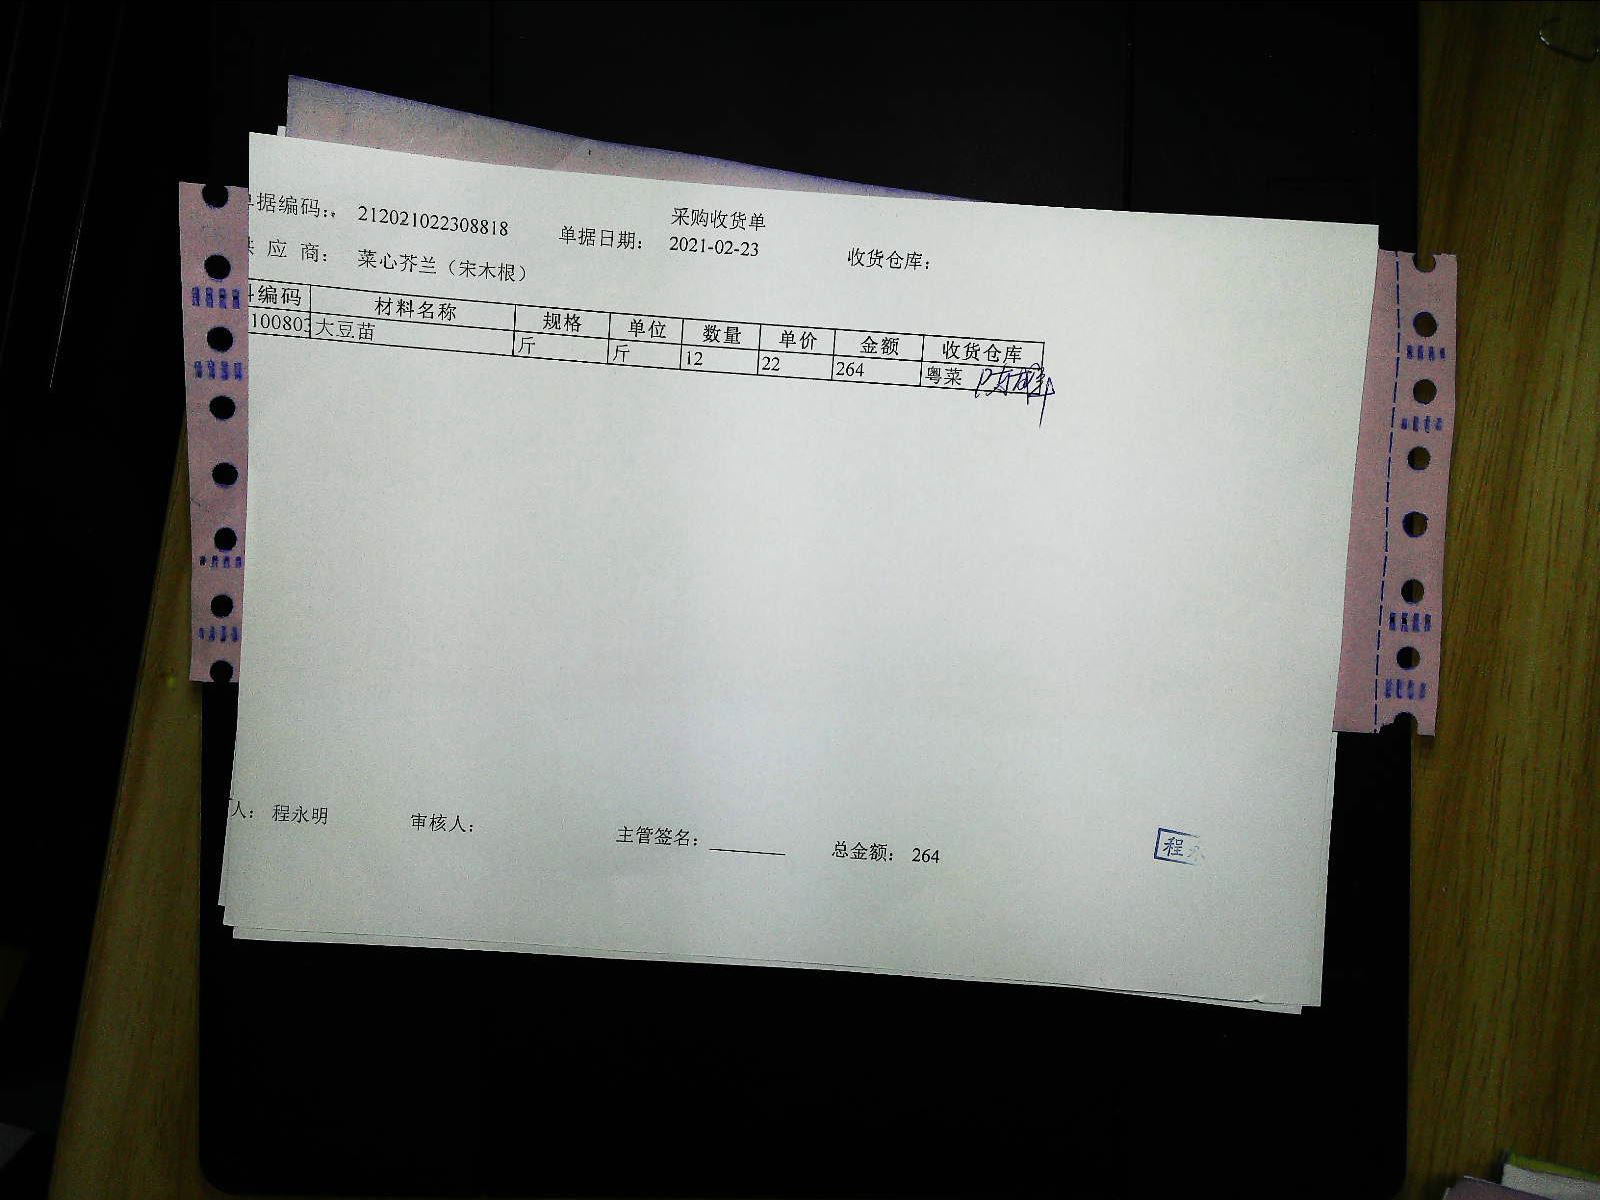 采购收货单
据编码:. 212021022308818 单据日期: 2021-02-23 收货仓库:
应 商: 菜心芥兰（宋木根）
编码 材料名称 规格 单位 数量 单价 金额 收货仓库
100803 大豆苗 斤 斤 12 22 264 粤菜
人: 程永明 审核人: 主管签名: ________ 总金额: 264
程永